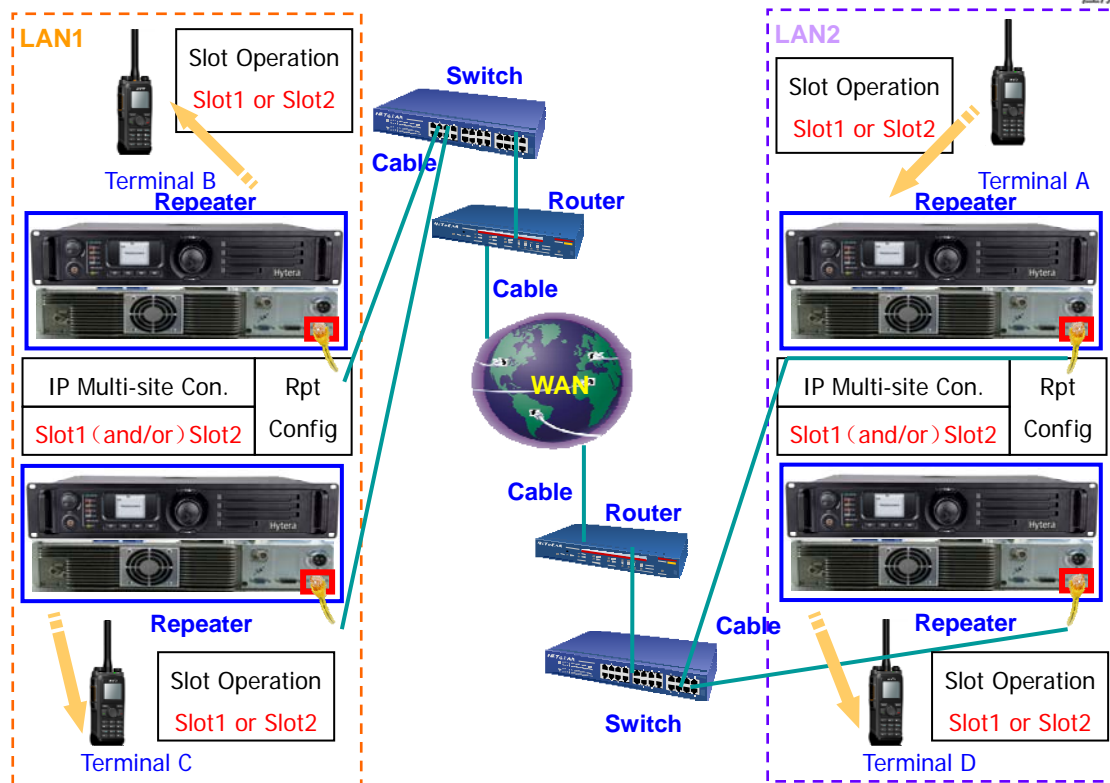 LAN1
Slot Operation
Slot1 or Slot2
Terminal B
Repeater
Hytera
IP Multi-site Con.
Slot1（and/or）Slot2
Rpt
Config
Hytera
Repeater
Slot Operation
Slot1 or Slot2
Terminal C
Switch
NETGEAR
Cable
Router
Cable
WAN
Cable
Router
Cable
Switch
LAN2
Slot Operation
Slot1 or Slot2
Terminal A
Repeater
Hytera
IP Multi-site Con.
Slot1（and/or）Slot2
Rpt
Config
Hytera
Repeater
Slot Operation
Slot1 or Slot2
Terminal D